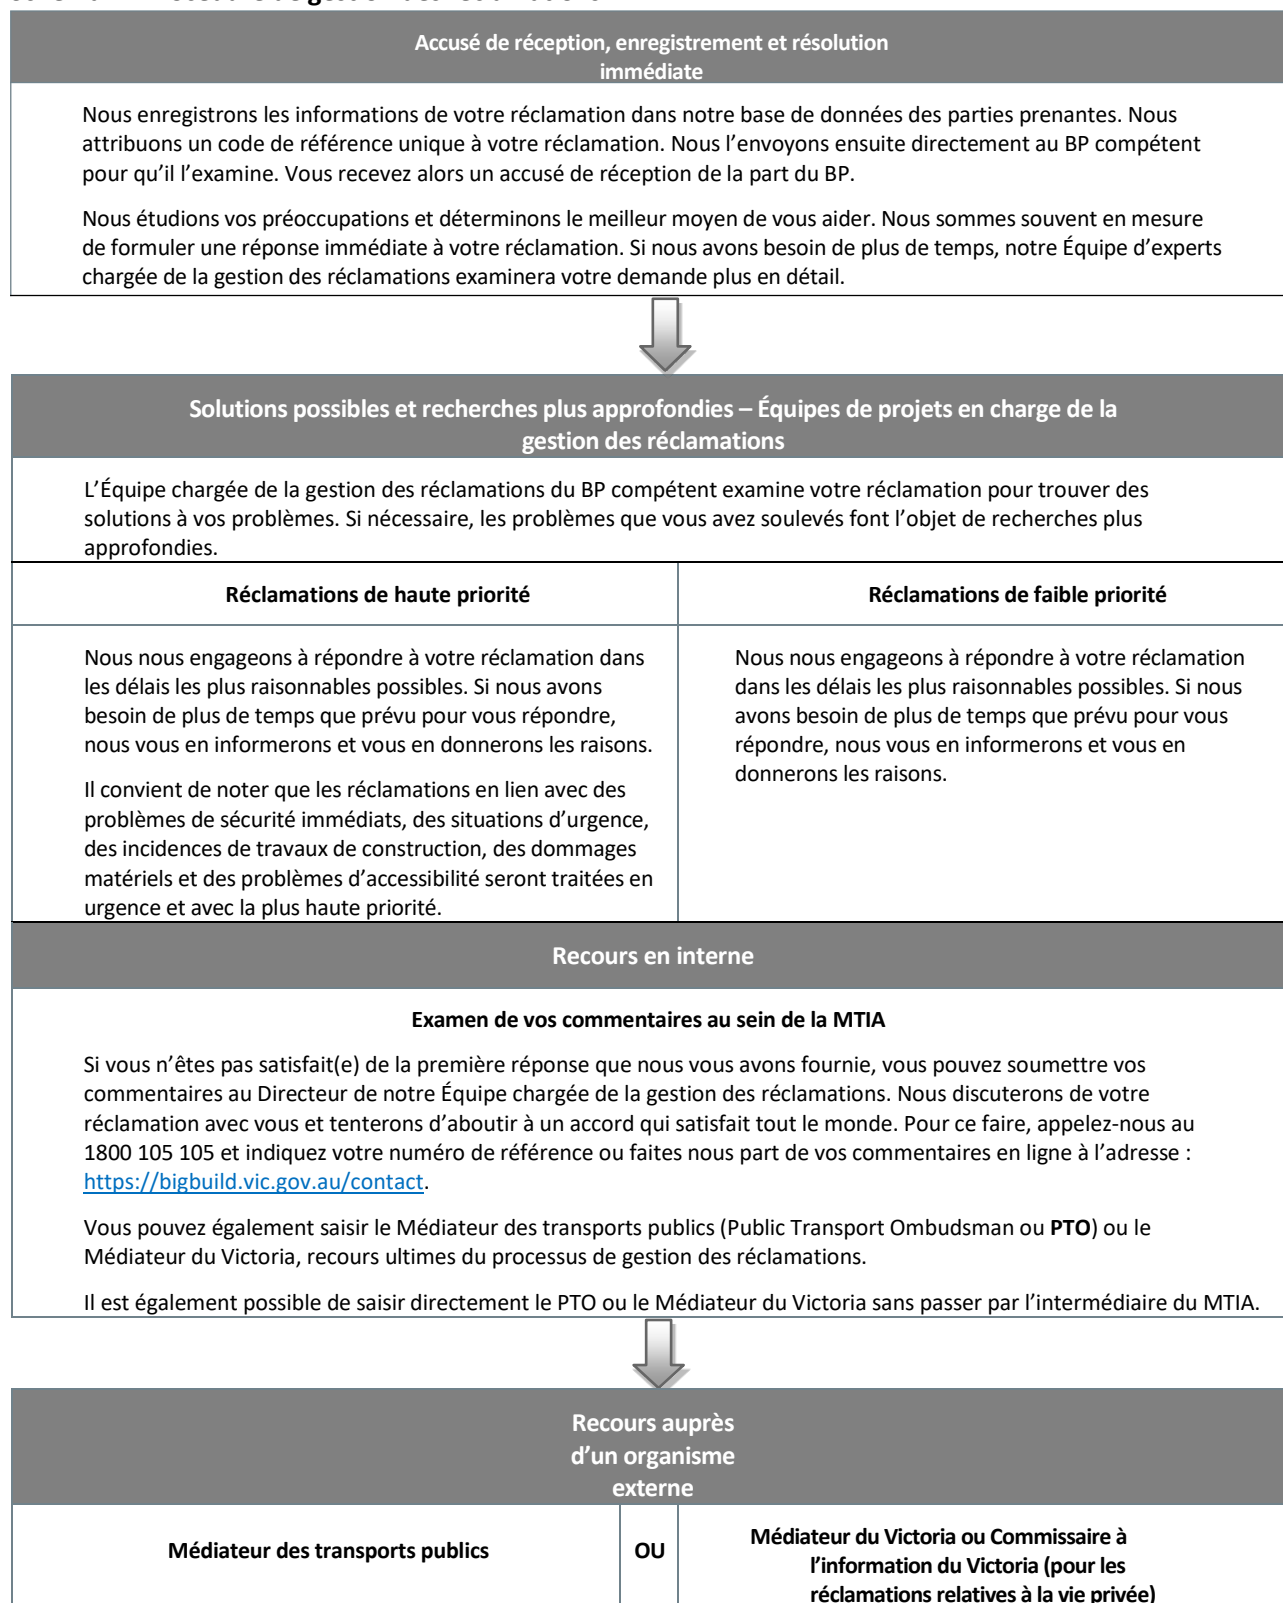 Accusé de réception, enregistrement et résolution
immédiate
Nous enregistrons les informations de votre réclamation dans notre base de données des parties prenantes. Nous
attribuons un code de référence unique à votre réclamation. Nous l’envoyons ensuite directement au BP compétent
pour qu’il l’examine. Vous recevez alors un accusé de réception de la part du BP.
Nous étudions vos préoccupations et déterminons le meilleur moyen de vous aider. Nous sommes souvent en mesure
de formuler une réponse immédiate à votre réclamation. Si nous avons besoin de plus de temps, notre Équipe d’experts
chargée de la gestion des réclamations examinera votre demande plus en détail.
Solutions possibles et recherches plus approfondies – Équipes de projets en charge de la
gestion des réclamations
L’Équipe chargée de la gestion des réclamations du BP compétent examine votre réclamation pour trouver des
solutions à vos problèmes. Si nécessaire, les problèmes que vous avez soulevés font l’objet de recherches plus
approfondies.
Réclamations de haute priorité
Nous nous engageons à répondre à votre réclamation dans
les délais les plus raisonnables possibles. Si nous avons
besoin de plus de temps que prévu pour vous répondre,
nous vous en informerons et vous en donnerons les raisons.
Il convient de noter que les réclamations en lien avec des
problèmes de sécurité immédiats, des situations d’urgence,
des incidences de travaux de construction, des dommages
matériels et des problèmes d’accessibilité seront traitées en
urgence et avec la plus haute priorité.
Réclamations de faible priorité
Nous nous engageons à répondre à votre réclamation
dans les délais les plus raisonnables possibles. Si nous
avons besoin de plus de temps que prévu pour vous
répondre, nous vous en informerons et vous en
donnerons les raisons.
Recours en interne
Examen de vos commentaires au sein de la MTIA
Si vous n’êtes pas satisfait(e) de la première réponse que nous vous avons fournie, vous pouvez soumettre vos
commentaires au Directeur de notre Équipe chargée de la gestion des réclamations. Nous discuterons de votre
réclamation avec vous et tenterons d’aboutir à un accord qui satisfait tout le monde. Pour ce faire, appelez-nous au
1800 105 105 et indiquez votre numéro de référence ou faites nous part de vos commentaires en ligne à l’adresse :
https://bigbuild.vic.gov.au/contact.
Vous pouvez également saisir le Médiateur des transports publics (Public Transport Ombudsman ou PTO) ou le
Médiateur du Victoria, recours ultimes du processus de gestion des réclamations.
Il est également possible de saisir directement le PTO ou le Médiateur du Victoria sans passer par l’intermédiaire du MTIA.
Recours auprès
d’un organisme
externe
Médiateur des transports publics
OU
Médiateur du Victoria ou Commissaire à
l’information du Victoria (pour les
réclamations relatives à la vie privée)